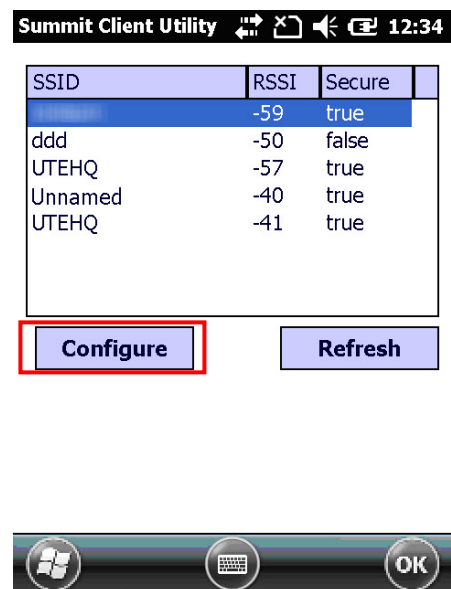 Summit Client Utility 12:34
SSID RSSI Secure
-59 true
ddd -50 false
UTEHQ -57 true
Unnamed -40 true
UTEHQ -41 true
Configure Refresh
OK